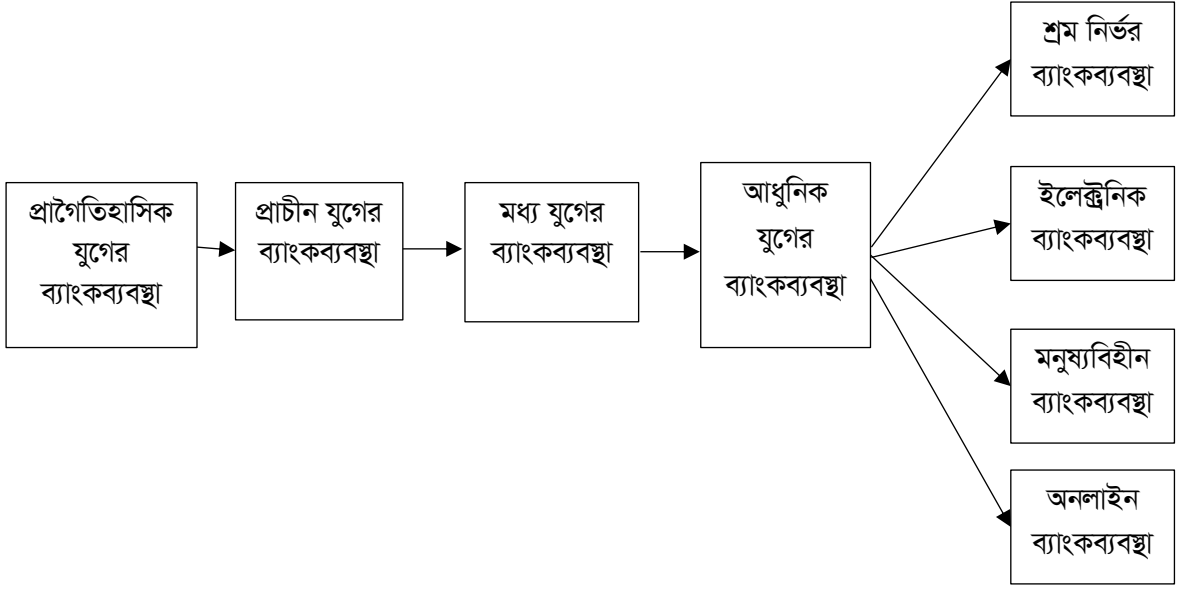 প্রাগৈতিহাসিক
যুগের
ব্যাংকব্যবস্থা
প্রাচীন যুগের
ব্যাংকব্যবস্থা
মধ্য যুগের
ব্যাংকব্যবস্থা
আধুনিক
যুগের
ব্যাংকব্যবস্থা
শ্রম নির্ভর
ব্যাংকব্যবস্থা
ইলেক্ট্রনিক
ব্যাংকব্যবস্থা
মনুষ্যবিহীন
ব্যাংকব্যবস্থা
অনলাইন
ব্যাংকব্যবস্থা